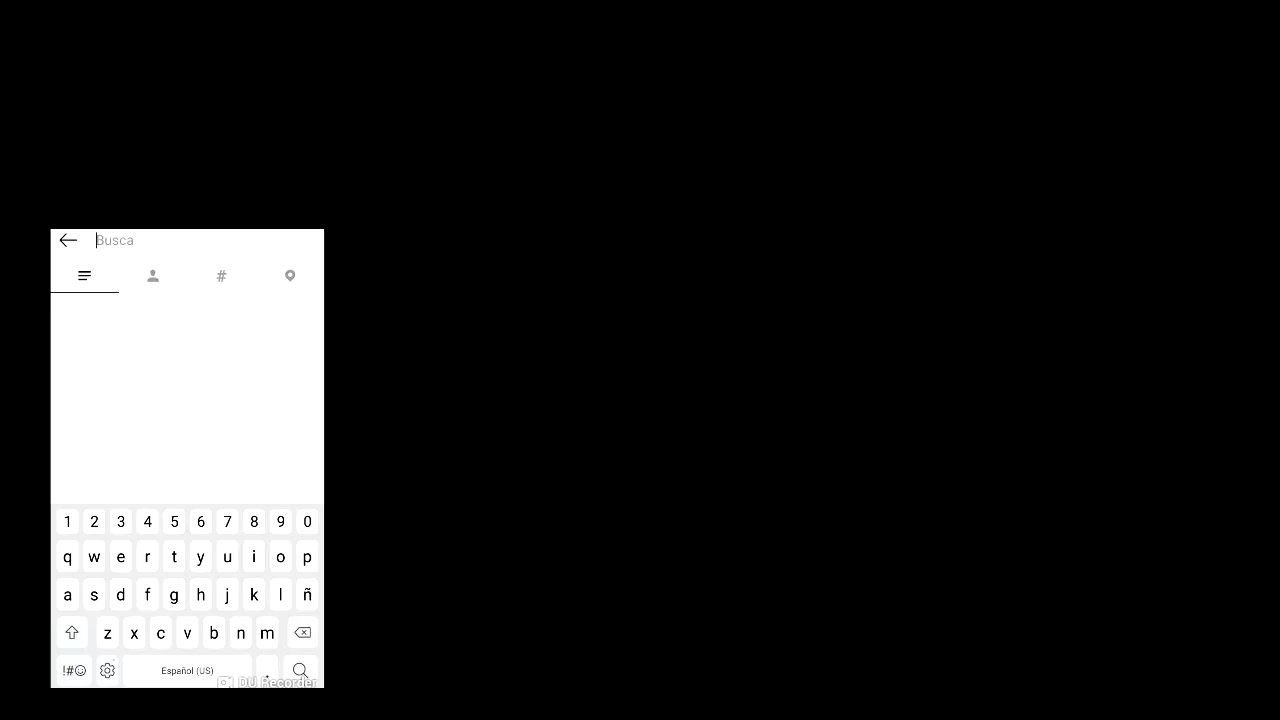 Busca
#
1 2 3 4 5 6 7 8 9 0
q w e r t y u i o p
a s d f g h j k l ñ
z x c v b n m
!#☺ Español (US) .
DU Recorder